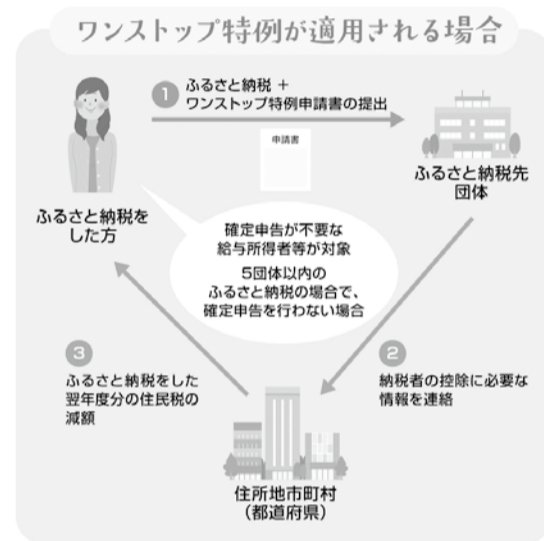 ワンストップ特例が適用される場合
1
ふるさと納税 +
ワンストップ特例申請書の提出
申請書
ふるさと納税先
団体
ふるさと納税を
した方
確定申告が不要な
給与所得者等が対象
5団体以内の
ふるさと納税の場合で、
確定申告を行わない場合
3
ふるさと納税をした
翌年度分の住民税の
減額
2
納税者の控除に必要な
情報を連絡
住所地市町村
（都道府県）